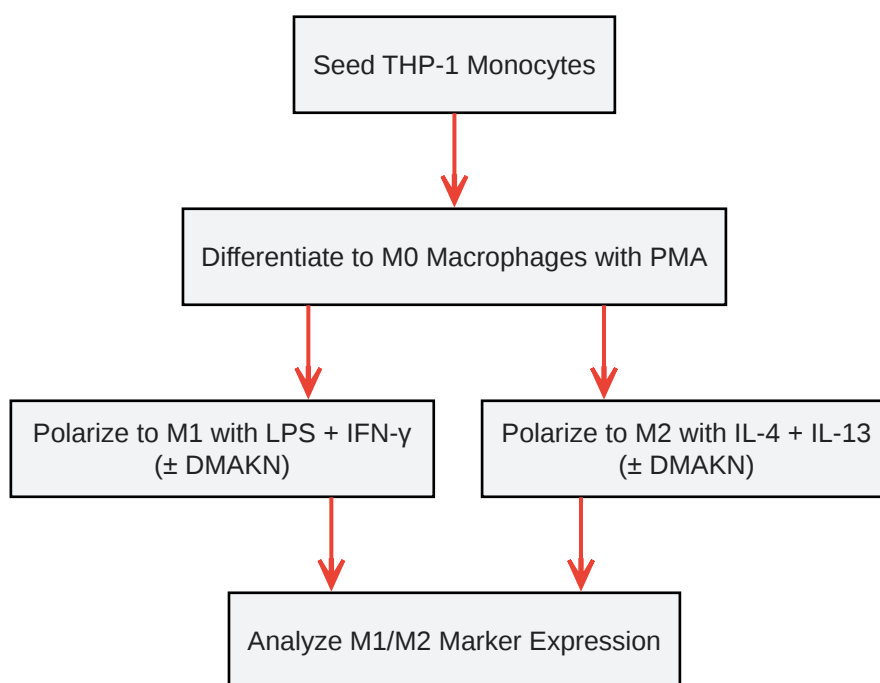 Seed THP-1 Monocytes
Differentiate to M0 Macrophages with PMA
Polarize to M1 with LPS + IFN-γ
(± DMAKN)
Polarize to M2 with IL-4 + IL-13
(± DMAKN)
Analyze M1/M2 Marker Expression